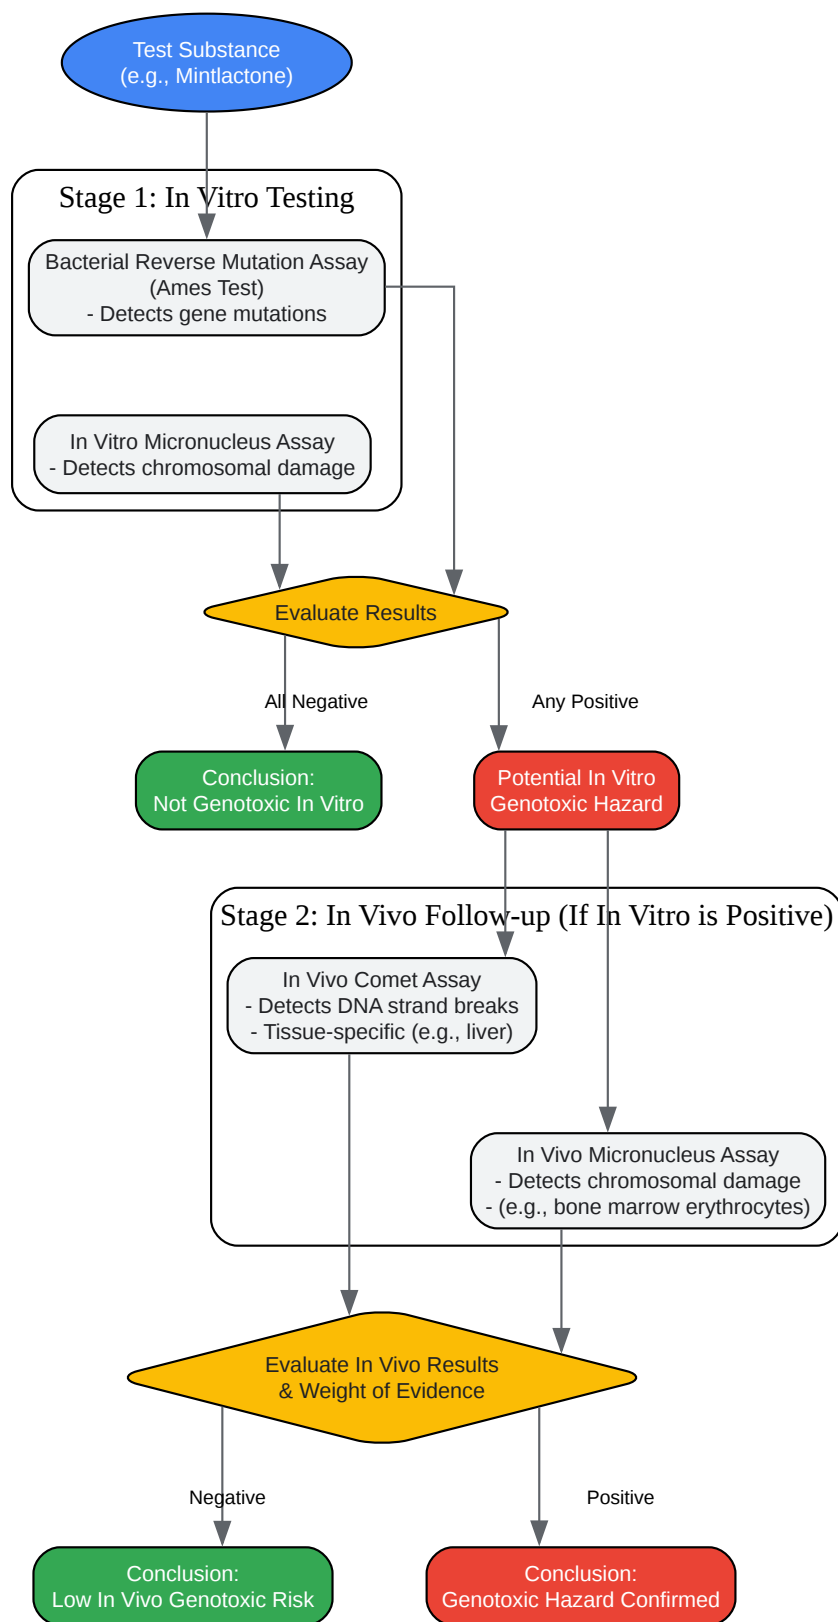 Test Substance
(e.g., Mintlactone)
Stage 1: In Vitro Testing
Bacterial Reverse Mutation Assay
(Ames Test)
- Detects gene mutations
In Vitro Micronucleus Assay
- Detects chromosomal damage
Evaluate Results
All Negative
Any Positive
Conclusion:
Not Genotoxic In Vitro
Potential In Vitro
Genotoxic Hazard
Stage 2: In Vivo Follow-up (If In Vitro is Positive)
In Vivo Comet Assay
- Detects DNA strand breaks
- Tissue-specific (e.g., liver)
In Vivo Micronucleus Assay
- Detects chromosomal damage
- (e.g., bone marrow erythrocytes)
Evaluate In Vivo Results
& Weight of Evidence
Negative
Positive
Conclusion:
Low In Vivo Genotoxic Risk
Conclusion:
Genotoxic Hazard Confirmed